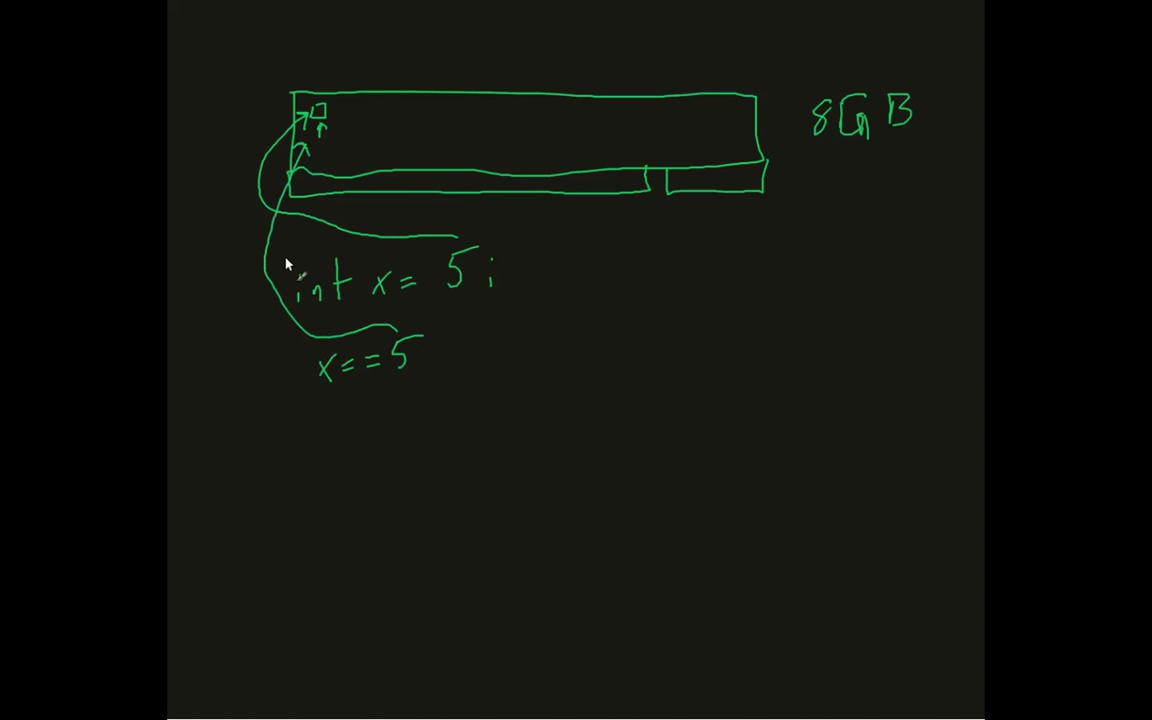 8GB
int x = 5;
x == 5